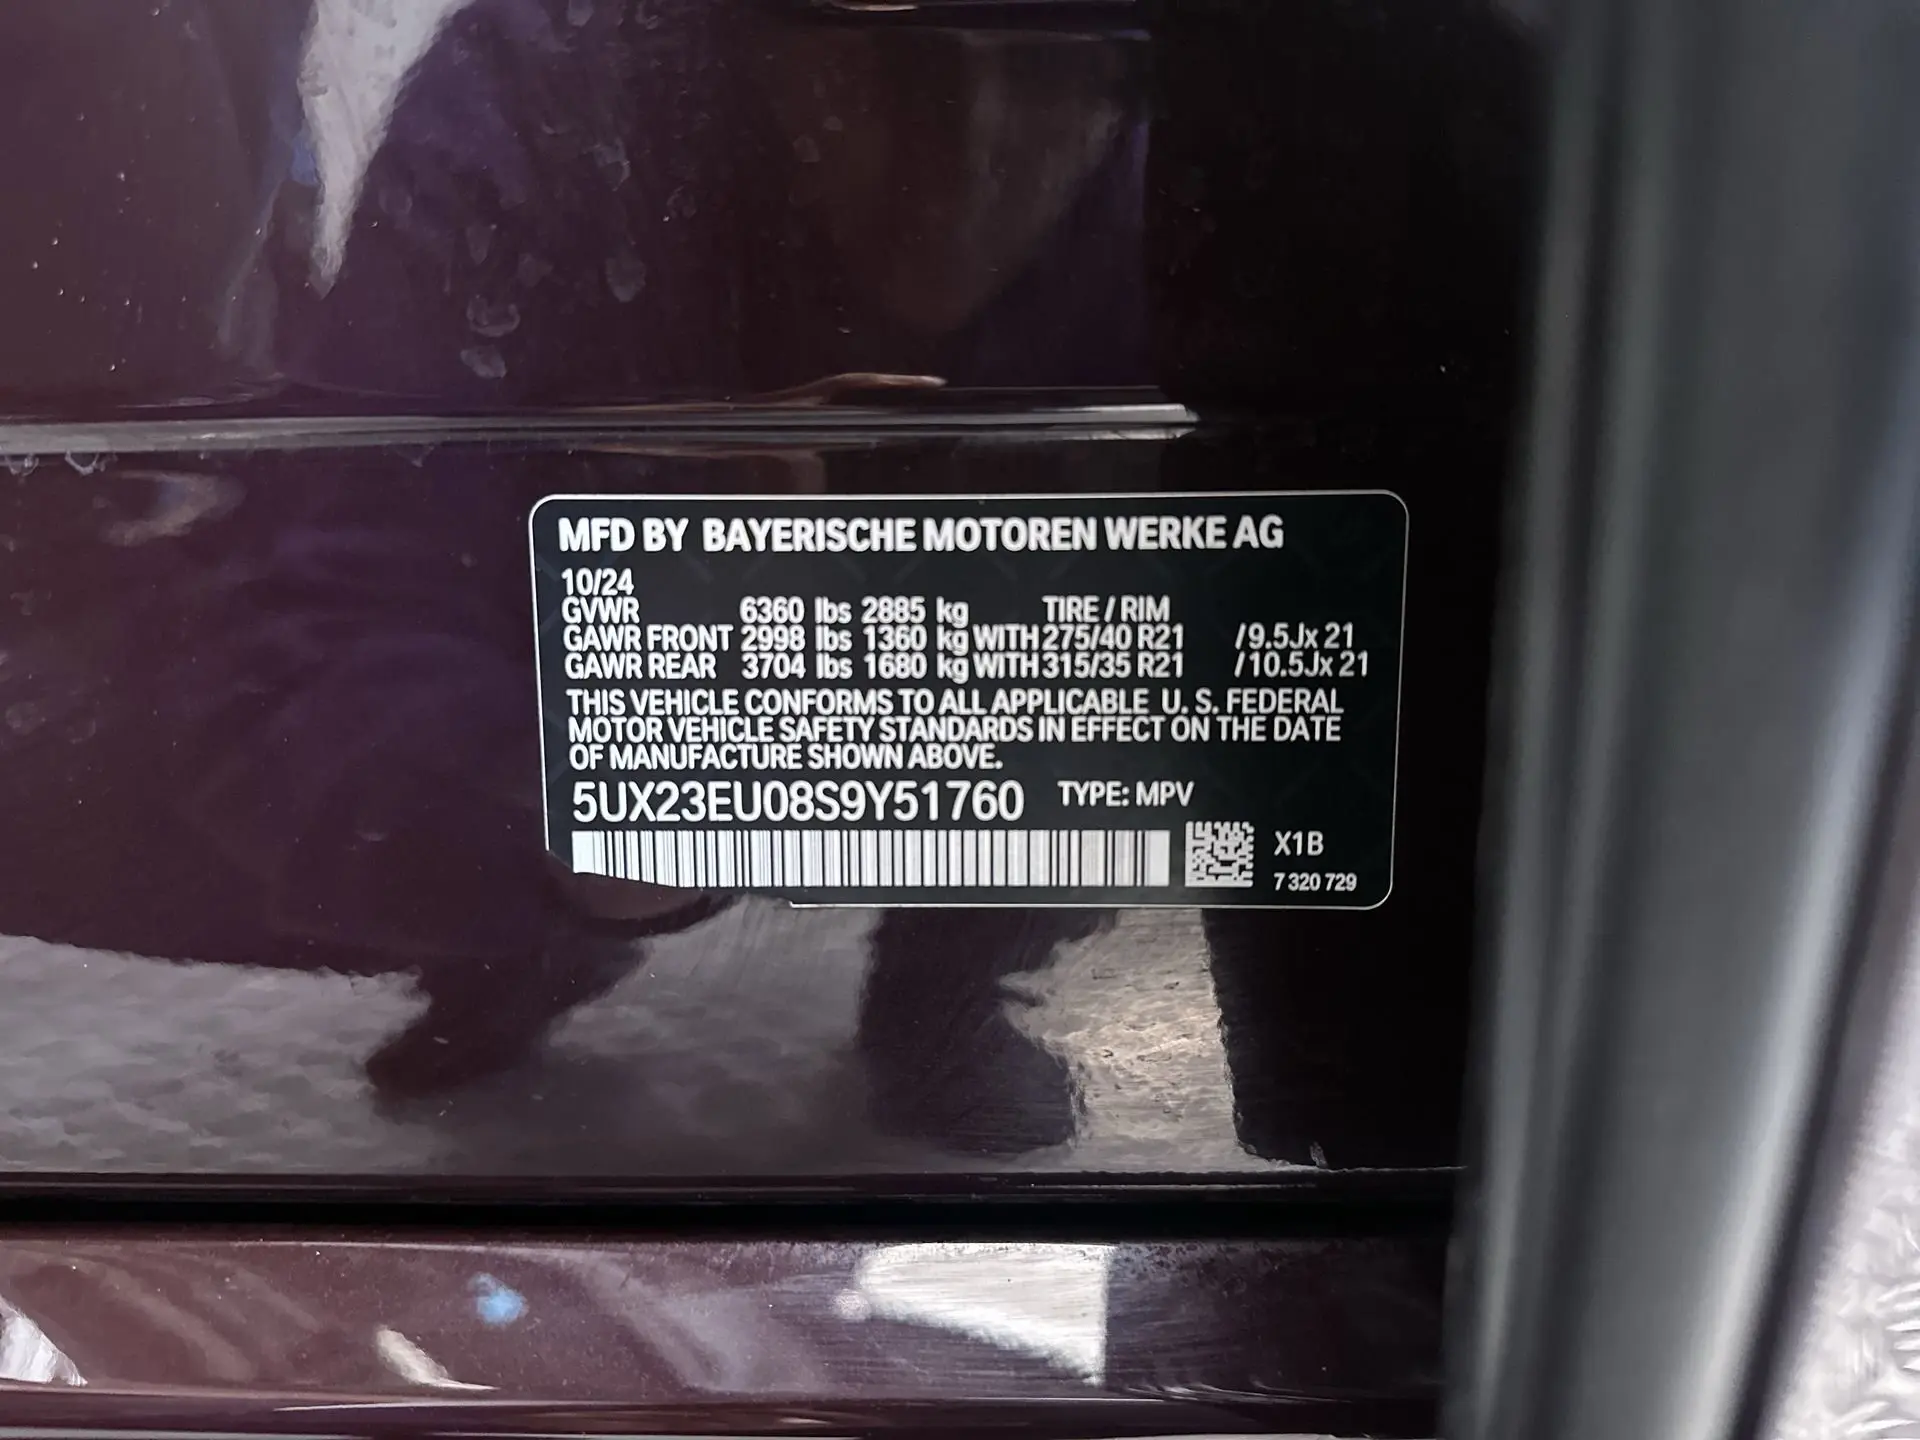 MFD BY BAYERISCHE MOTOREN WERKE AG
10/24
GVWR 6360 lbs 2885 kg TIRE / RIM
GAWR FRONT 2998 lbs 1360 kg WITH 275/40 R21 /9.5Jx 21
GAWR REAR 3704 lbs 1680 kg WITH 315/35 R21 /10.5Jx 21
THIS VEHICLE CONFORMS TO ALL APPLICABLE U. S. FEDERAL
MOTOR VEHICLE SAFETY STANDARDS IN EFFECT ON THE DATE
OF MANUFACTURE SHOWN ABOVE.
5UX23EU08S9Y51760 TYPE: MPV
X1B
7 320 729